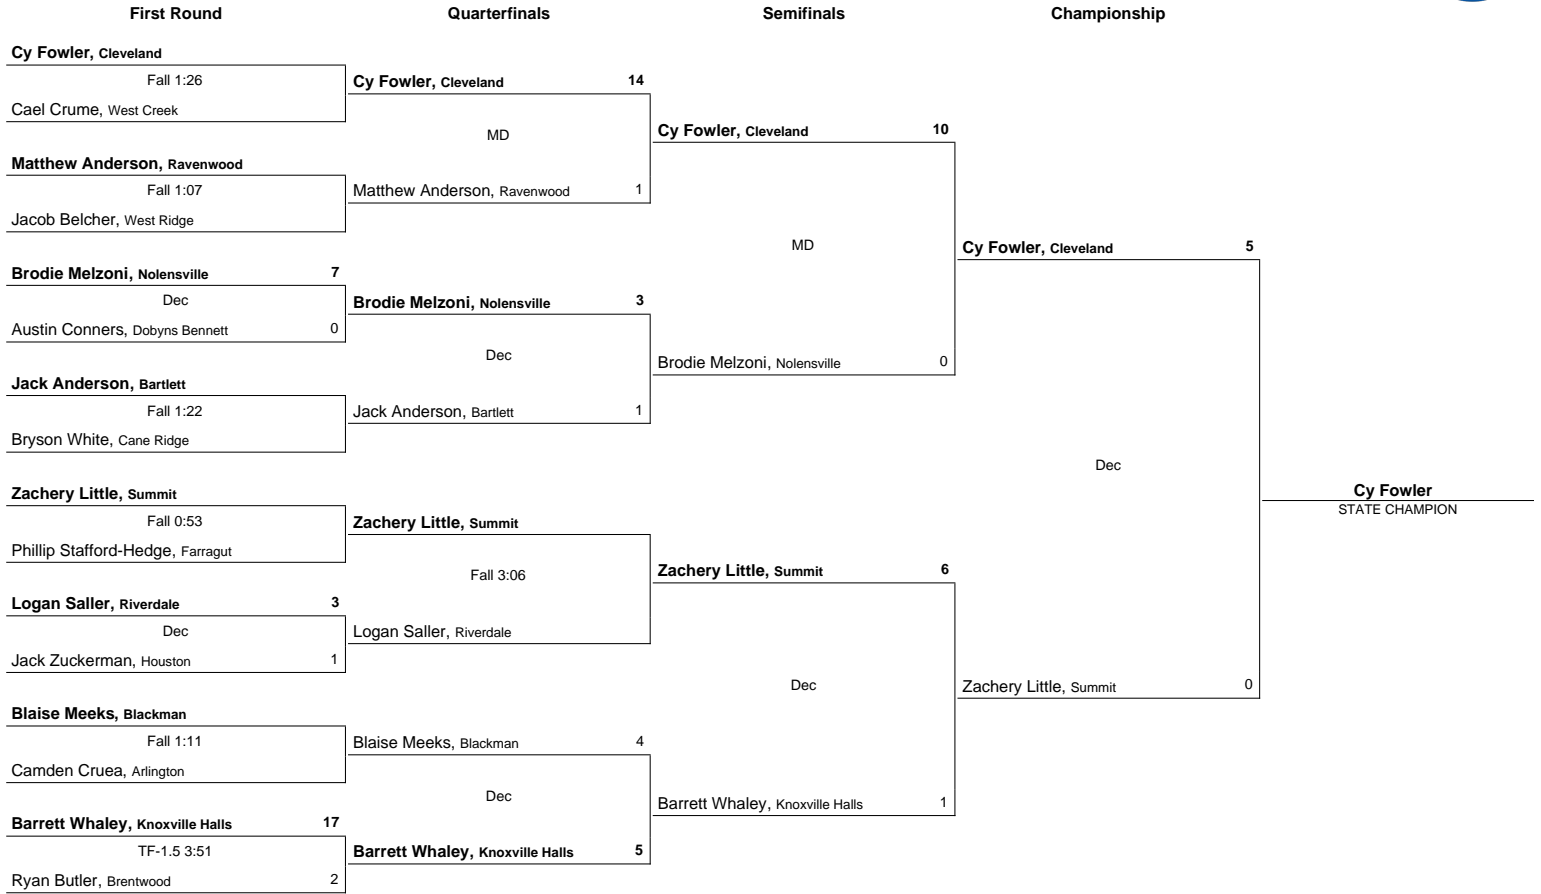 First Round
Quarterfinals
Semifinals
Championship
Cy Fowler, Cleveland
Fall 1:26
Cael Crume, West Creek
Matthew Anderson, Ravenwood
Fall 1:07
Jacob Belcher, West Ridge
Brodie Melzoni, Nolensville 7
Dec
Austin Conners, Dobyns Bennett 0
Jack Anderson, Bartlett
Fall 1:22
Bryson White, Cane Ridge
Zachery Little, Summit
Fall 0:53
Phillip Stafford-Hedge, Farragut
Logan Saller, Riverdale 3
Dec
Jack Zuckerman, Houston 1
Blaise Meeks, Blackman
Fall 1:11
Camden Cruea, Arlington
Barrett Whaley, Knoxville Halls 17
TF-1.5 3:51
Ryan Butler, Brentwood 2
Cy Fowler, Cleveland 14
MD
Matthew Anderson, Ravenwood 1
Brodie Melzoni, Nolensville 3
Dec
Jack Anderson, Bartlett 1
Zachery Little, Summit
Fall 3:06
Logan Saller, Riverdale
Blaise Meeks, Blackman 4
Dec
Barrett Whaley, Knoxville Halls 5
Cy Fowler, Cleveland 10
MD
Brodie Melzoni, Nolensville 0
Zachery Little, Summit 6
Dec
Barrett Whaley, Knoxville Halls 1
Cy Fowler, Cleveland 5
Dec
Zachery Little, Summit 0
Cy Fowler
STATE CHAMPION